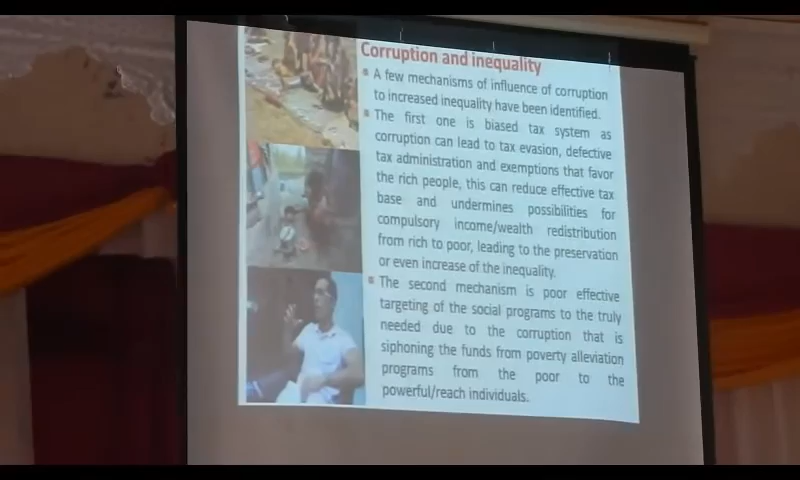 Corruption and inequality
A few mechanisms of influence of corruption
to increased inequality have been identified.
The first one is biased tax system as
corruption can lead to tax evasion, defective
tax administration and exemptions that favor
the rich people, this can reduce effective tax
base and undermines possibilities for
compulsory income/wealth redistribution
from rich to poor, leading to the preservation
or even increase of the inequality.
The second mechanism is poor effective
targeting of the social programs to the truly
needed due to the corruption that is
siphoning the funds from poverty alleviation
programs from the poor to the
powerful/reach individuals.